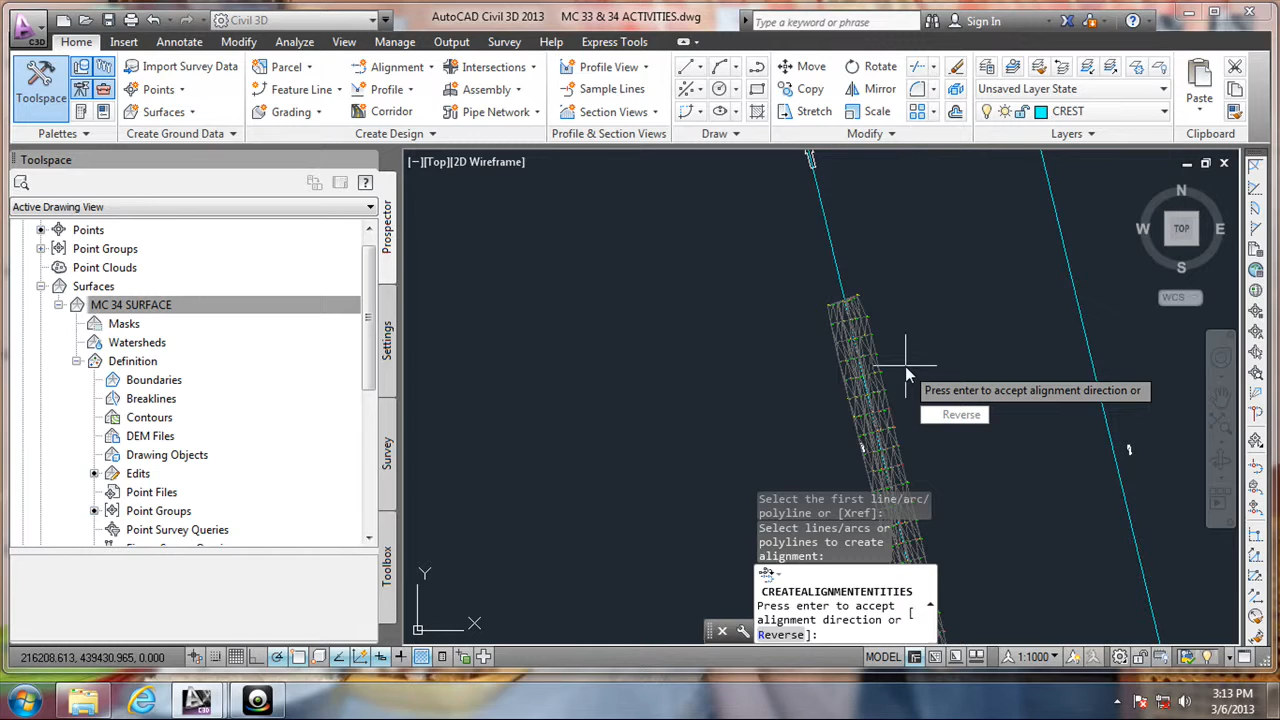 Civil 3D
AutoCAD Civil 3D 2013 MC 33 & 34 ACTIVITIES.dwg
Type a keyword or phrase
Sign In
C3D
Home Insert Annotate Modify Analyze View Manage Output Survey Help Express Tools
Toolspace
Import Survey Data
Points
Surfaces
Parcel
Feature Line
Grading
Alignment
Profile
Corridor
Intersections
Assembly
Pipe Network
Profile View
Sample Lines
Section Views
Move
Copy
Stretch
Rotate
Mirror
Scale
Unsaved Layer State
CREST
Paste
Palettes
Create Ground Data
Create Design
Profile & Section Views
Draw
Modify
Layers
Clipboard
Toolspace
Active Drawing View
Points
Point Groups
Point Clouds
Surfaces
MC 34 SURFACE
Masks
Watersheds
Definition
Boundaries
Breaklines
Contours
DEM Files
Drawing Objects
Edits
Point Files
Point Groups
Point Survey Queries
Prospector
Settings
Survey
Toolbox
[−][Top][2D Wireframe]
N
W TOP E
S
WCS
Press enter to accept alignment direction or
Reverse
Select the first line/arc/
polyline or [Xref]:
Select lines/arcs or
polylines to create
alignment:
CREATEALIGNMENTENTITIES
Press enter to accept
alignment direction or [
Reverse]:
Y
X
216208.613, 439430.965, 0.000
MODEL
1:1000
C3D
3:13 PM
3/6/2013